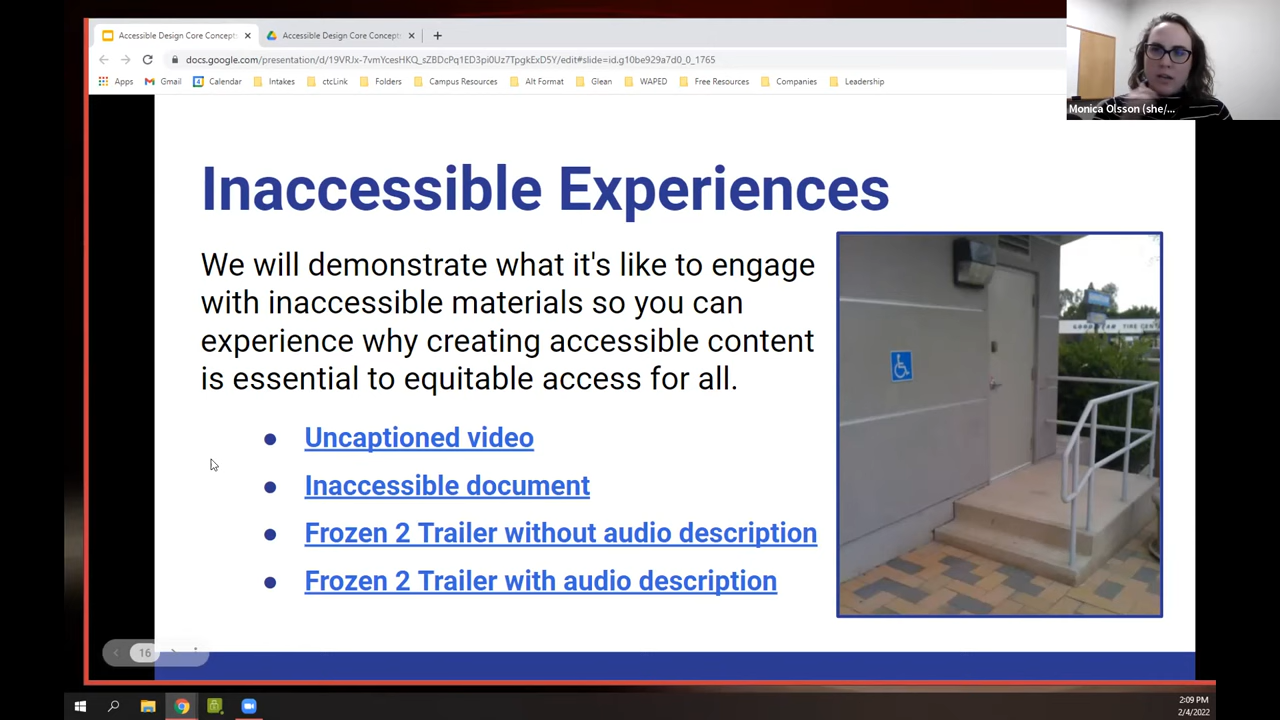 Accessible Design Core Concept
Accessible Design Core Concept
docs.google.com/presentation/d/19VRJx-7vmYcesHKQ_sZBDcPq1ED3pi0Uz7TpgkExD5Y/edit#slide=id.g10be929a7d0_0_1765
Apps Gmail Calendar Intakes ctcLink Folders Campus Resources Alt Format Glean WAPED Free Resources Companies Leadership
Monica Olsson (she/...
Inaccessible Experiences
We will demonstrate what it's like to engage
with inaccessible materials so you can
experience why creating accessible content
is essential to equitable access for all.
● Uncaptioned video
● Inaccessible document
● Frozen 2 Trailer without audio description
● Frozen 2 Trailer with audio description
TIRE
16
2:09 PM
2/4/2022